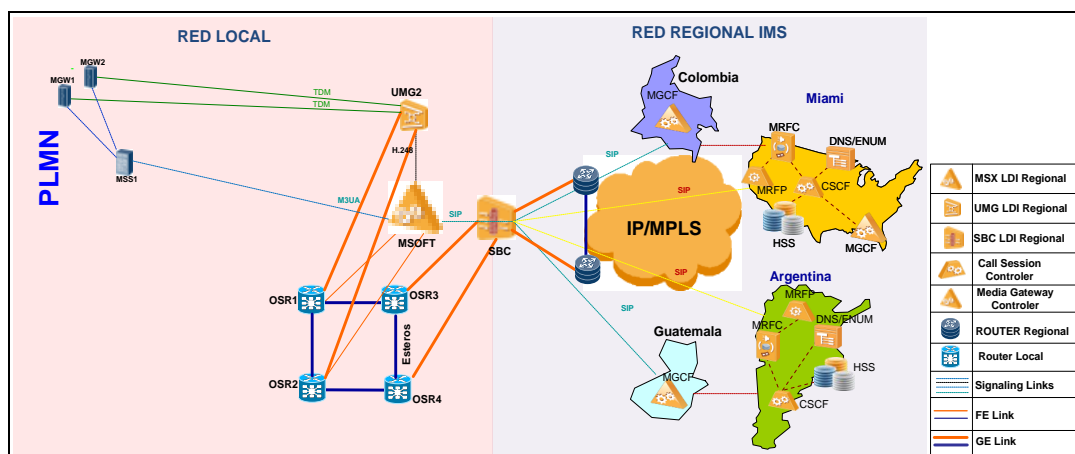 RED LOCAL
RED REGIONAL IMS
MGW2
MGW1
TDM
TDM
UMG2
H.248
PLMN
MSS1
M3UA
MSOFT
SIP
SBC
OSR1
OSR3
Esteros
OSR2
OSR4
Colombia
MGCF
SIP
SIP
IP/MPLS
SIP
SIP
Miami
MRFC
DNS/ENUM
MRFP
CSCF
HSS
MGCF
Argentina
MRFP
MRFC
DNS/ENUM
HSS
CSCF
Guatemala
MGCF
MSX LDI Regional
UMG LDI Regional
SBC LDI Regional
Call Session
Controler
Media Gateway
Controler
ROUTER Regional
Router Local
Signaling Links
FE Link
GE Link